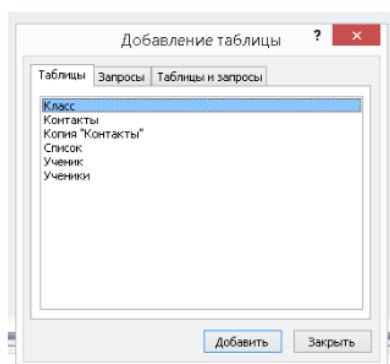 Добавление таблицы ? ×
Таблицы Запросы Таблицы и запросы
Класс
Контакты
Копия "Контакты"
Список
Ученик
Ученики
Добавить Закрыть